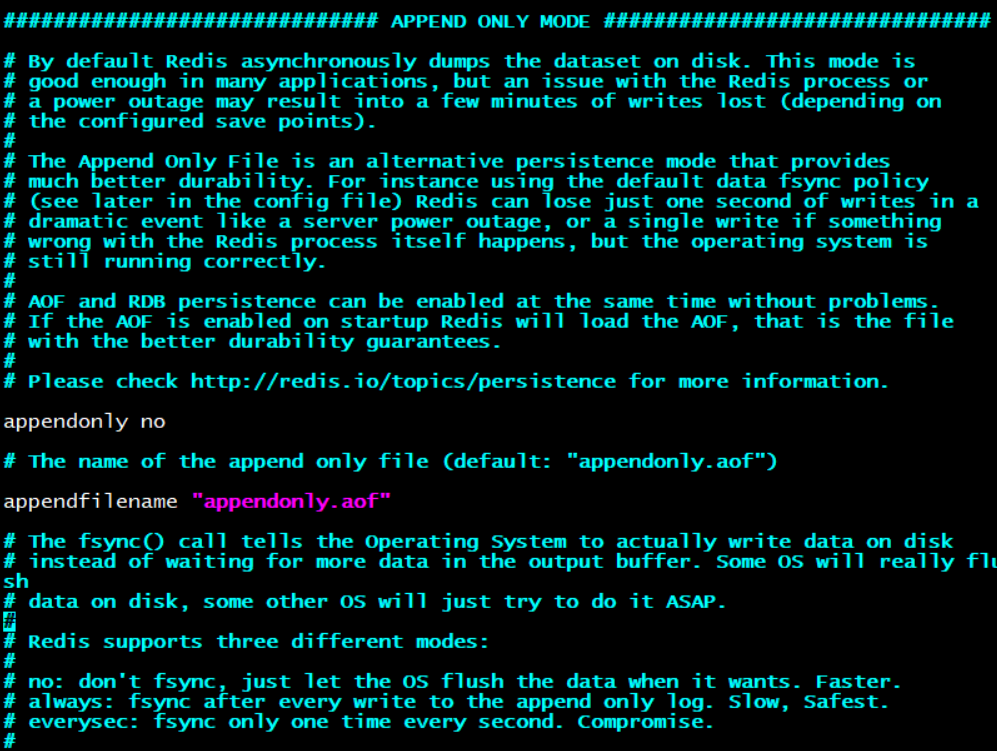 ############################## APPEND ONLY MODE ###############################
# By default Redis asynchronously dumps the dataset on disk. This mode is
# good enough in many applications, but an issue with the Redis process or
# a power outage may result into a few minutes of writes lost (depending on
# the configured save points).
#
# The Append Only File is an alternative persistence mode that provides
# much better durability. For instance using the default data fsync policy
# (see later in the config file) Redis can lose just one second of writes in a
# dramatic event like a server power outage, or a single write if something
# wrong with the Redis process itself happens, but the operating system is
# still running correctly.
#
# AOF and RDB persistence can be enabled at the same time without problems.
# If the AOF is enabled on startup Redis will load the AOF, that is the file
# with the better durability guarantees.
#
# Please check http://redis.io/topics/persistence for more information.
appendonly no
# The name of the append only file (default: "appendonly.aof")
appendfilename "appendonly.aof"
# The fsync() call tells the Operating System to actually write data on disk
# instead of waiting for more data in the output buffer. Some OS will really flu
sh
# data on disk, some other OS will just try to do it ASAP.
#
# Redis supports three different modes:
#
# no: don't fsync, just let the OS flush the data when it wants. Faster.
# always: fsync after every write to the append only log. Slow, Safest.
# everysec: fsync only one time every second. Compromise.
#